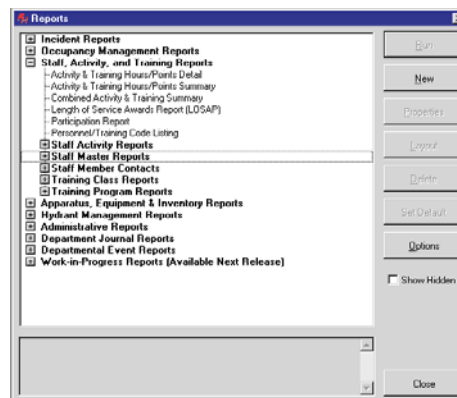 Reports
Incident Reports
Occupancy Management Reports
Staff, Activity, and Training Reports
Activity & Training Hours/Points Detail
Activity & Training Hours/Points Summary
Combined Activity & Training Summary
Length of Service Awards Report (LOSAP)
Participation Report
Personnel/Training Code Listing
Staff Activity Reports
Staff Master Reports
Staff Member Contacts
Training Class Reports
Training Program Reports
Apparatus, Equipment & Inventory Reports
Hydrant Management Reports
Administrative Reports
Department Journal Reports
Departmental Event Reports
Work-in-Progress Reports (Available Next Release)
Run
New
Properties
Layout
Delete
Set Default
Options
Show Hidden
Close